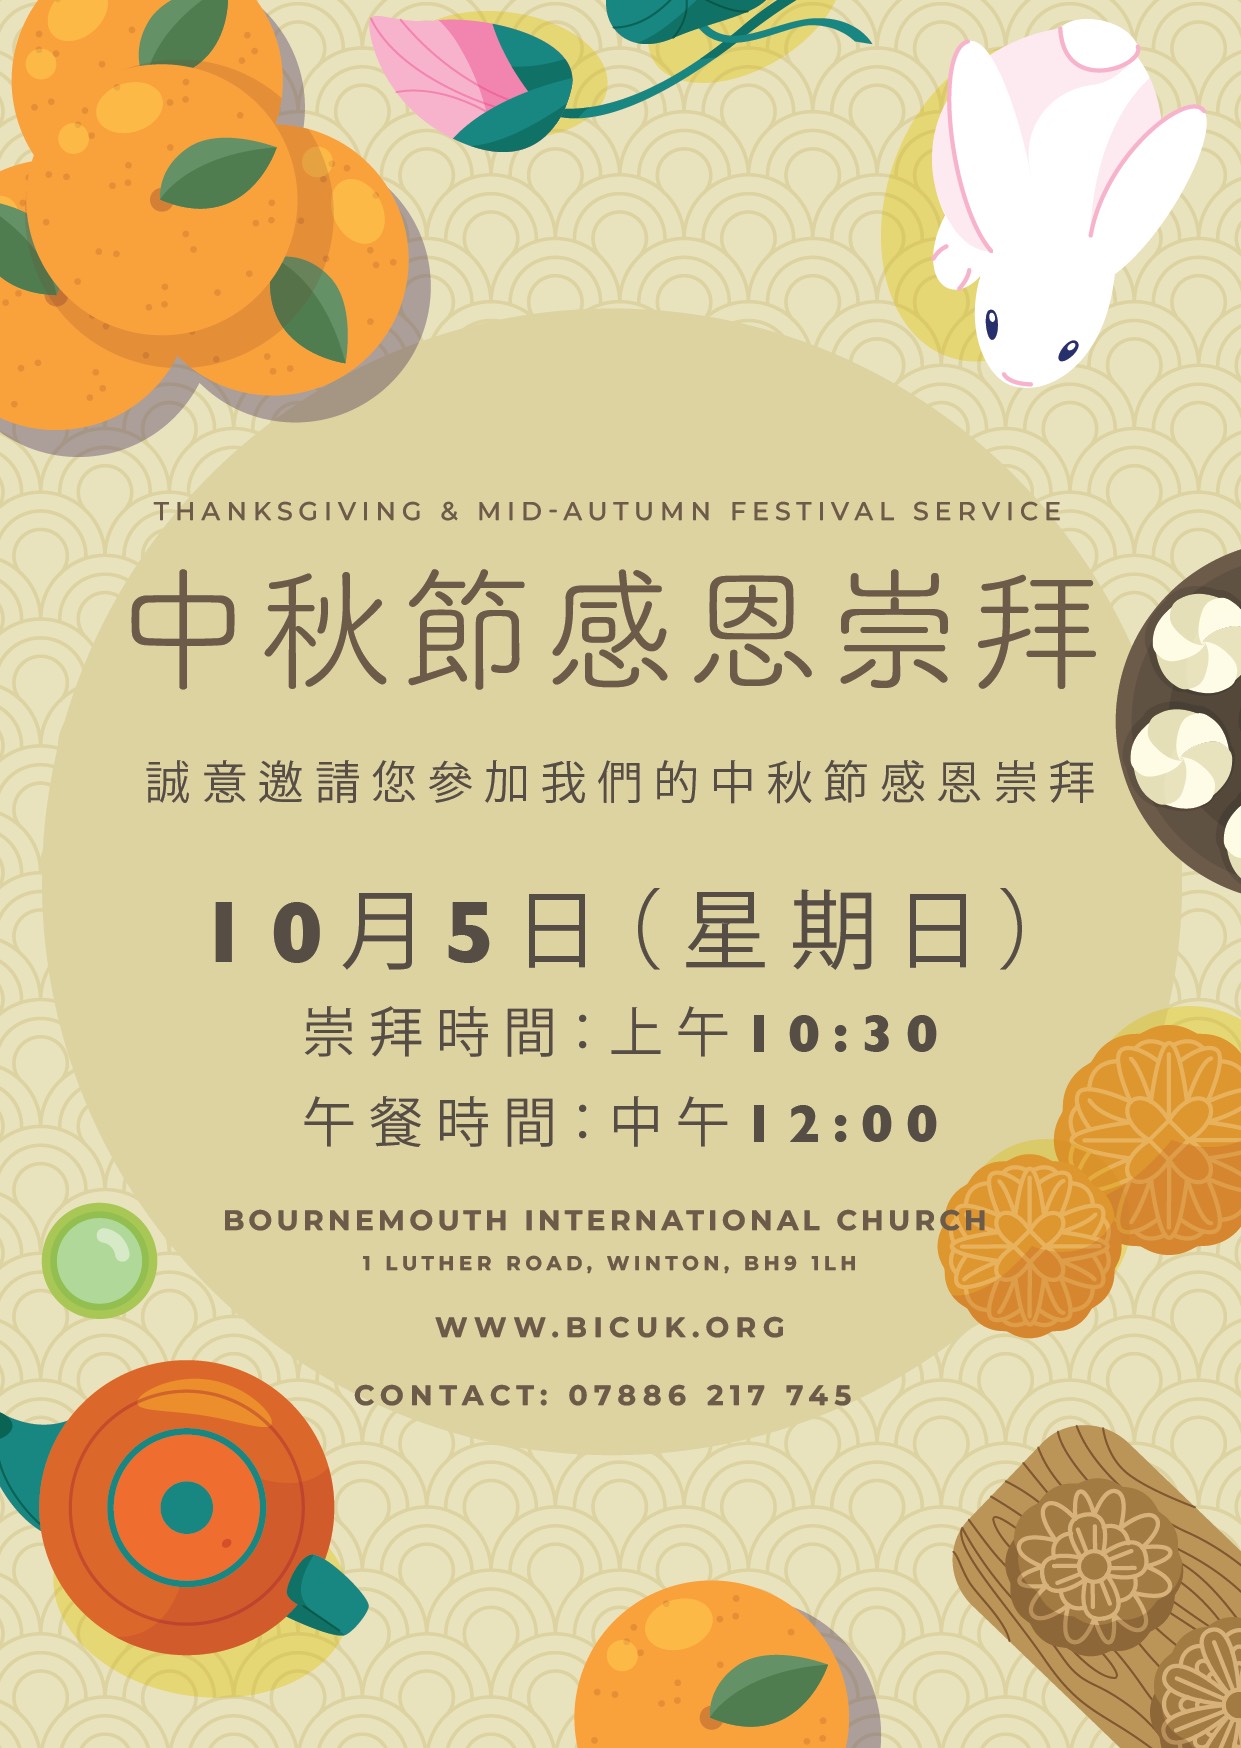 THANKSGIVING & MID-AUTUMN FESTIVAL SERVICE
中秋節感恩崇拜
誠意邀請您參加我們的中秋節感恩崇拜
10月5日（星期日）
崇拜時間：上午10:30
午餐時間：中午12:00
BOURNEMOUTH INTERNATIONAL CHURCH
1 LUTHER ROAD, WINTON, BH9 1LH
WWW.BICUK.ORG
CONTACT: 07886 217 745